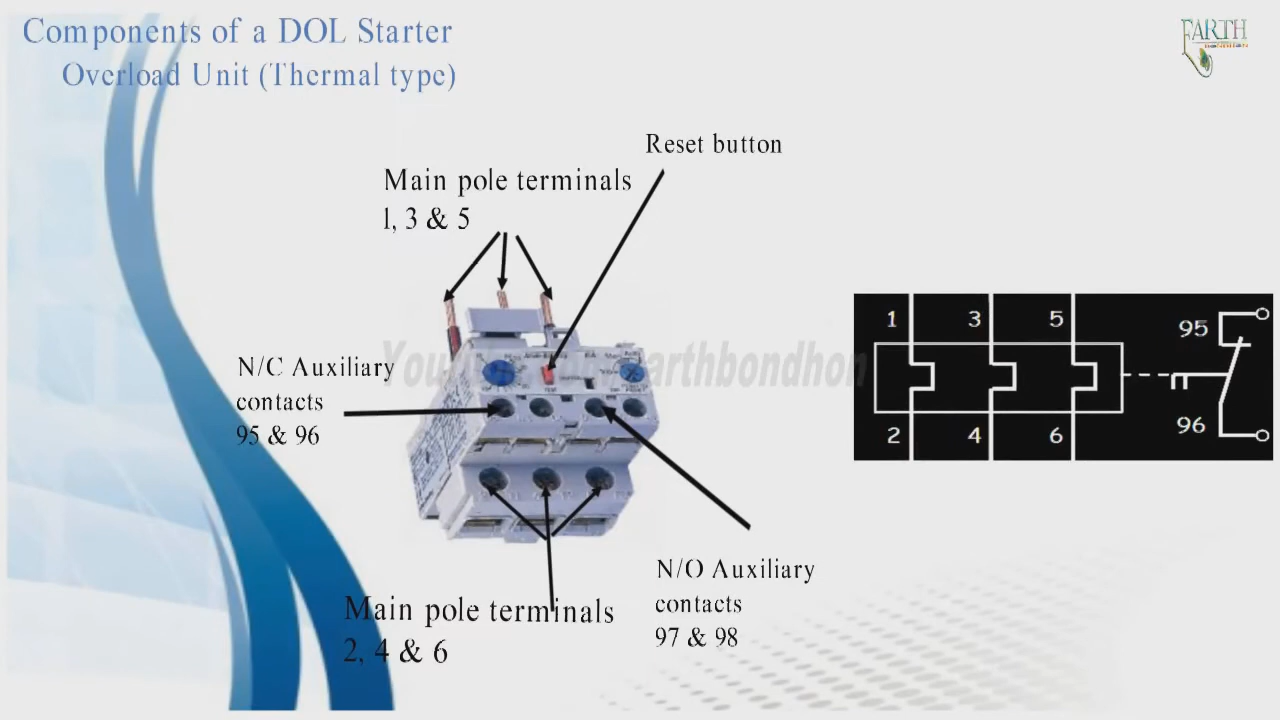 Components of a DOL Starter
Overload Unit (Thermal type)
EARTH
Reset button
Main pole terminals
1, 3 & 5
N/C Auxiliary
contacts
95 & 96
1 3 5
95
2 4 6
96
N/O Auxiliary
contacts
97 & 98
Main pole terminals
2, 4 & 6